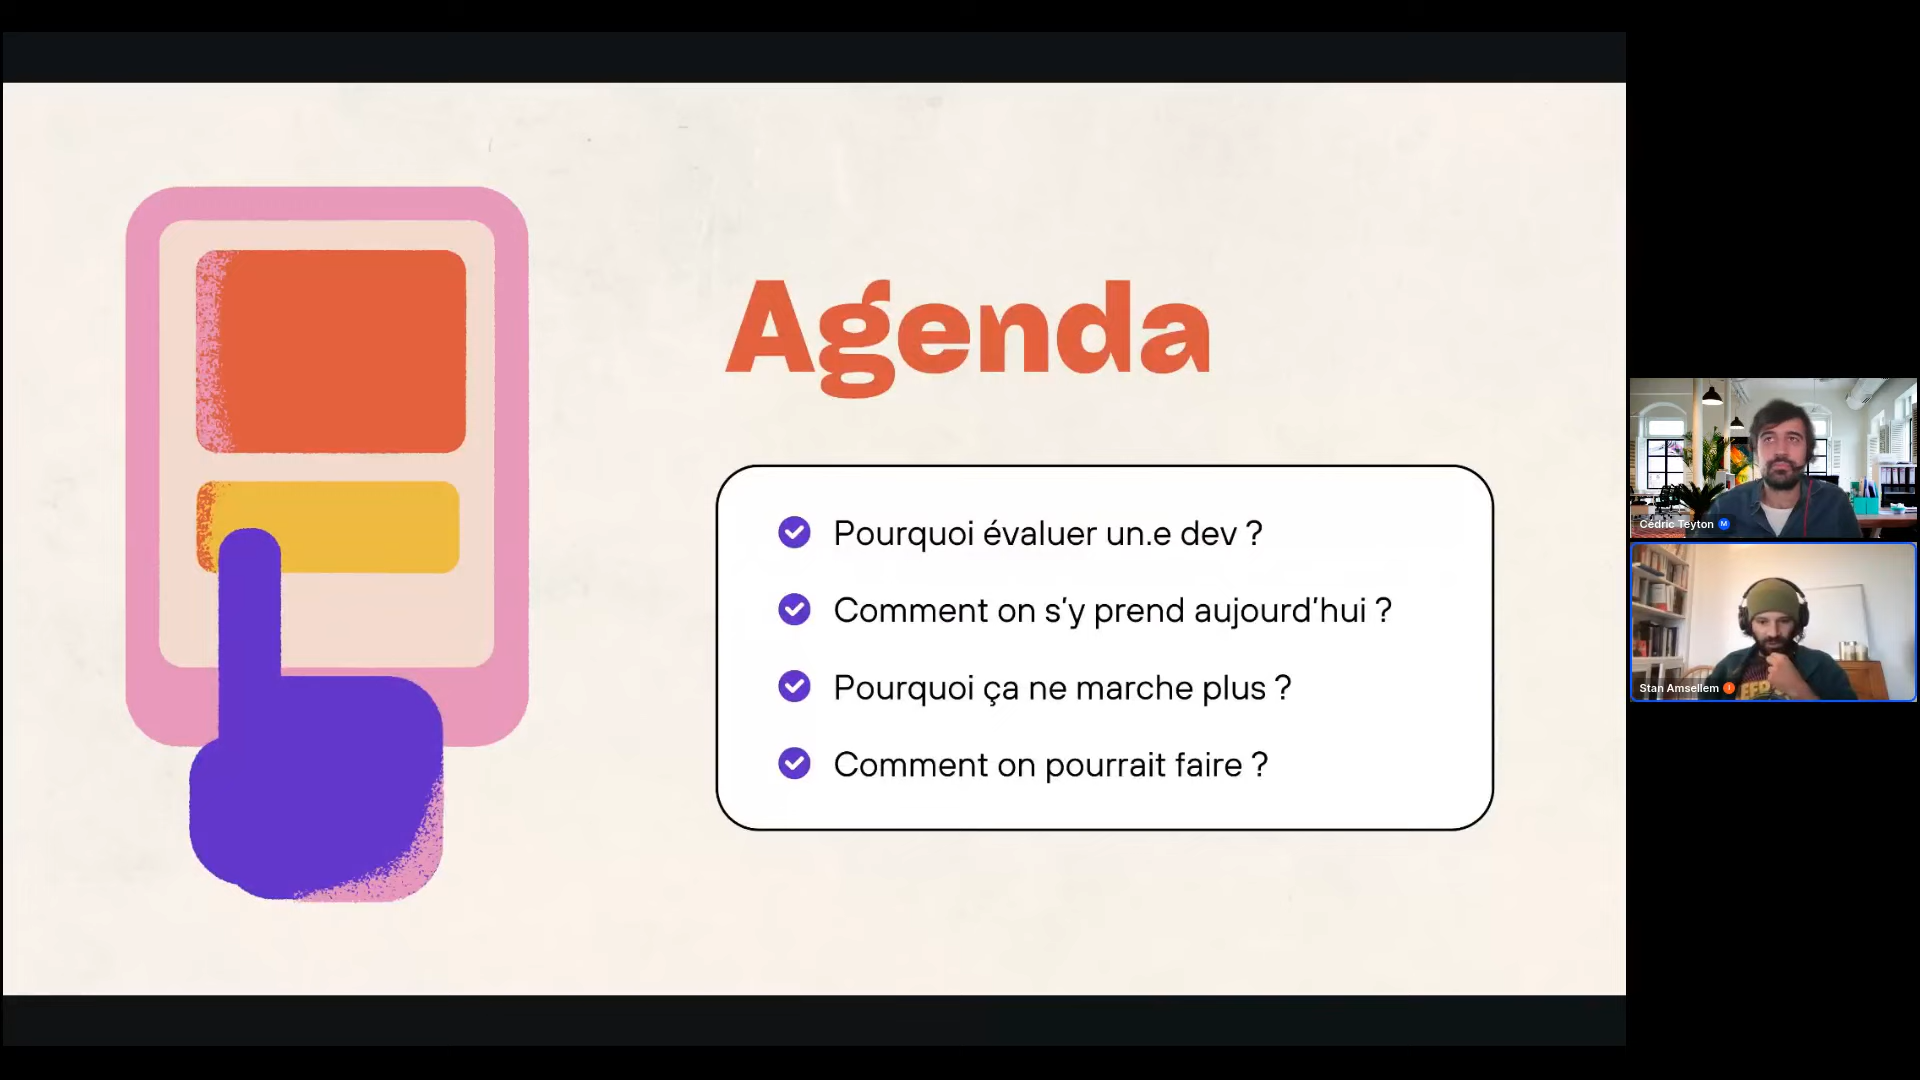 Agenda
Pourquoi évaluer un.e dev ?
Comment on s'y prend aujourd'hui ?
Pourquoi ça ne marche plus ?
Comment on pourrait faire ?
Cédric Teyton
Stan Amsellem